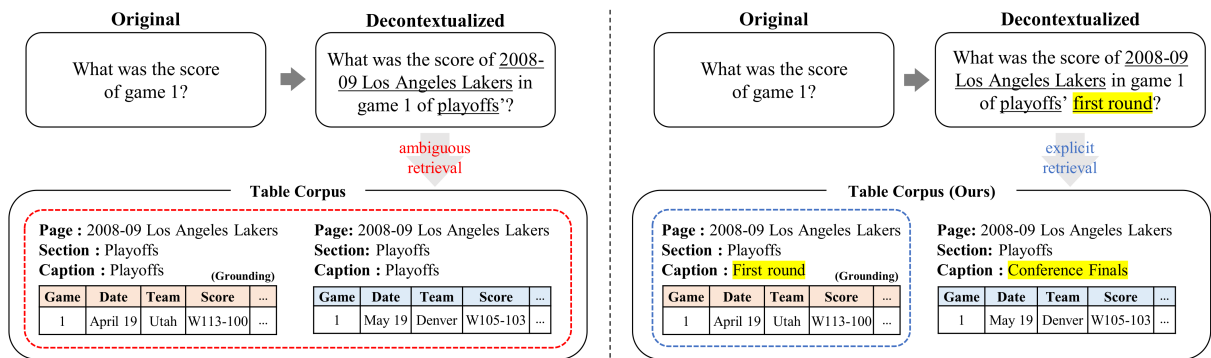 Original
What was the score
of game 1?
Decontextualized
What was the score of 2008-
09 Los Angeles Lakers in
game 1 of playoffs’?
ambiguous
retrieval
Table Corpus
Page: 2008-09 Los Angeles Lakers
Section : Playoffs
Caption : Playoffs
(Grounding)
Game Date Team Score ...
1 April 19 Utah W113-100 ...
Page: 2008-09 Los Angeles Lakers
Section: Playoffs
Caption : Playoffs
Game Date Team Score ...
1 May 19 Denver W105-103 ...
Original
What was the score
of game 1?
Decontextualized
What was the score of 2008-09
Los Angeles Lakers in game 1
of playoffs’ first round?
explicit
retrieval
Table Corpus (Ours)
Page: 2008-09 Los Angeles Lakers
Section : Playoffs
Caption : First round
(Grounding)
Game Date Team Score ...
1 April 19 Utah W113-100 ...
Page: 2008-09 Los Angeles Lakers
Section: Playoffs
Caption : Conference Finals
Game Date Team Score ...
1 May 19 Denver W105-103 ...